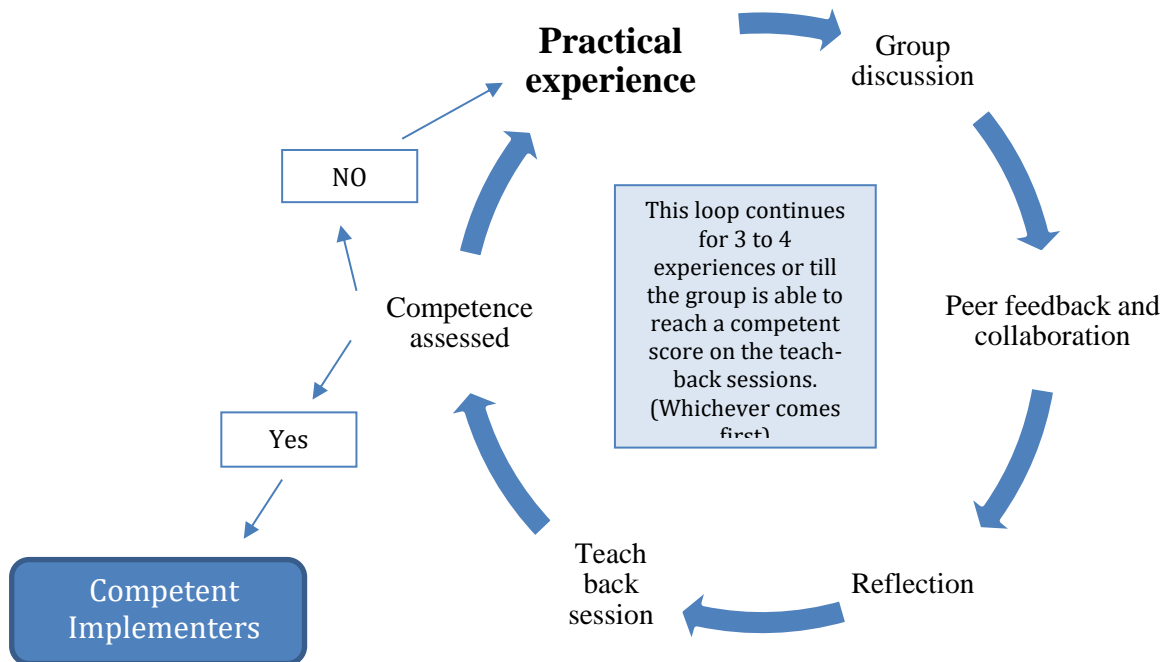 Practical
experience
Group
discussion
Peer feedback and
collaboration
Reflection
Teach
back
session
Competence
assessed
NO
Yes
Competent
Implementers
This loop continues
for 3 to 4
experiences or till
the group is able to
reach a competent
score on the teach-
back sessions.
(Whichever comes
first)